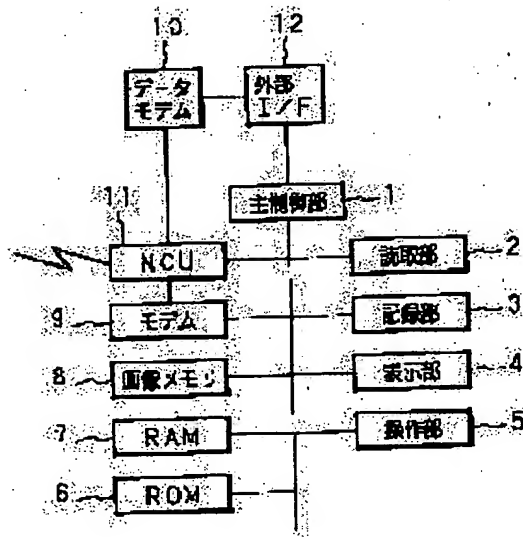 10
12
データ
モデム
外部
I/F
主制御部
1
11
NCU
読取部
2
9
モデム
記録部
3
8
画像メモリ
表示部
4
7
RAM
操作部
5
6
ROM